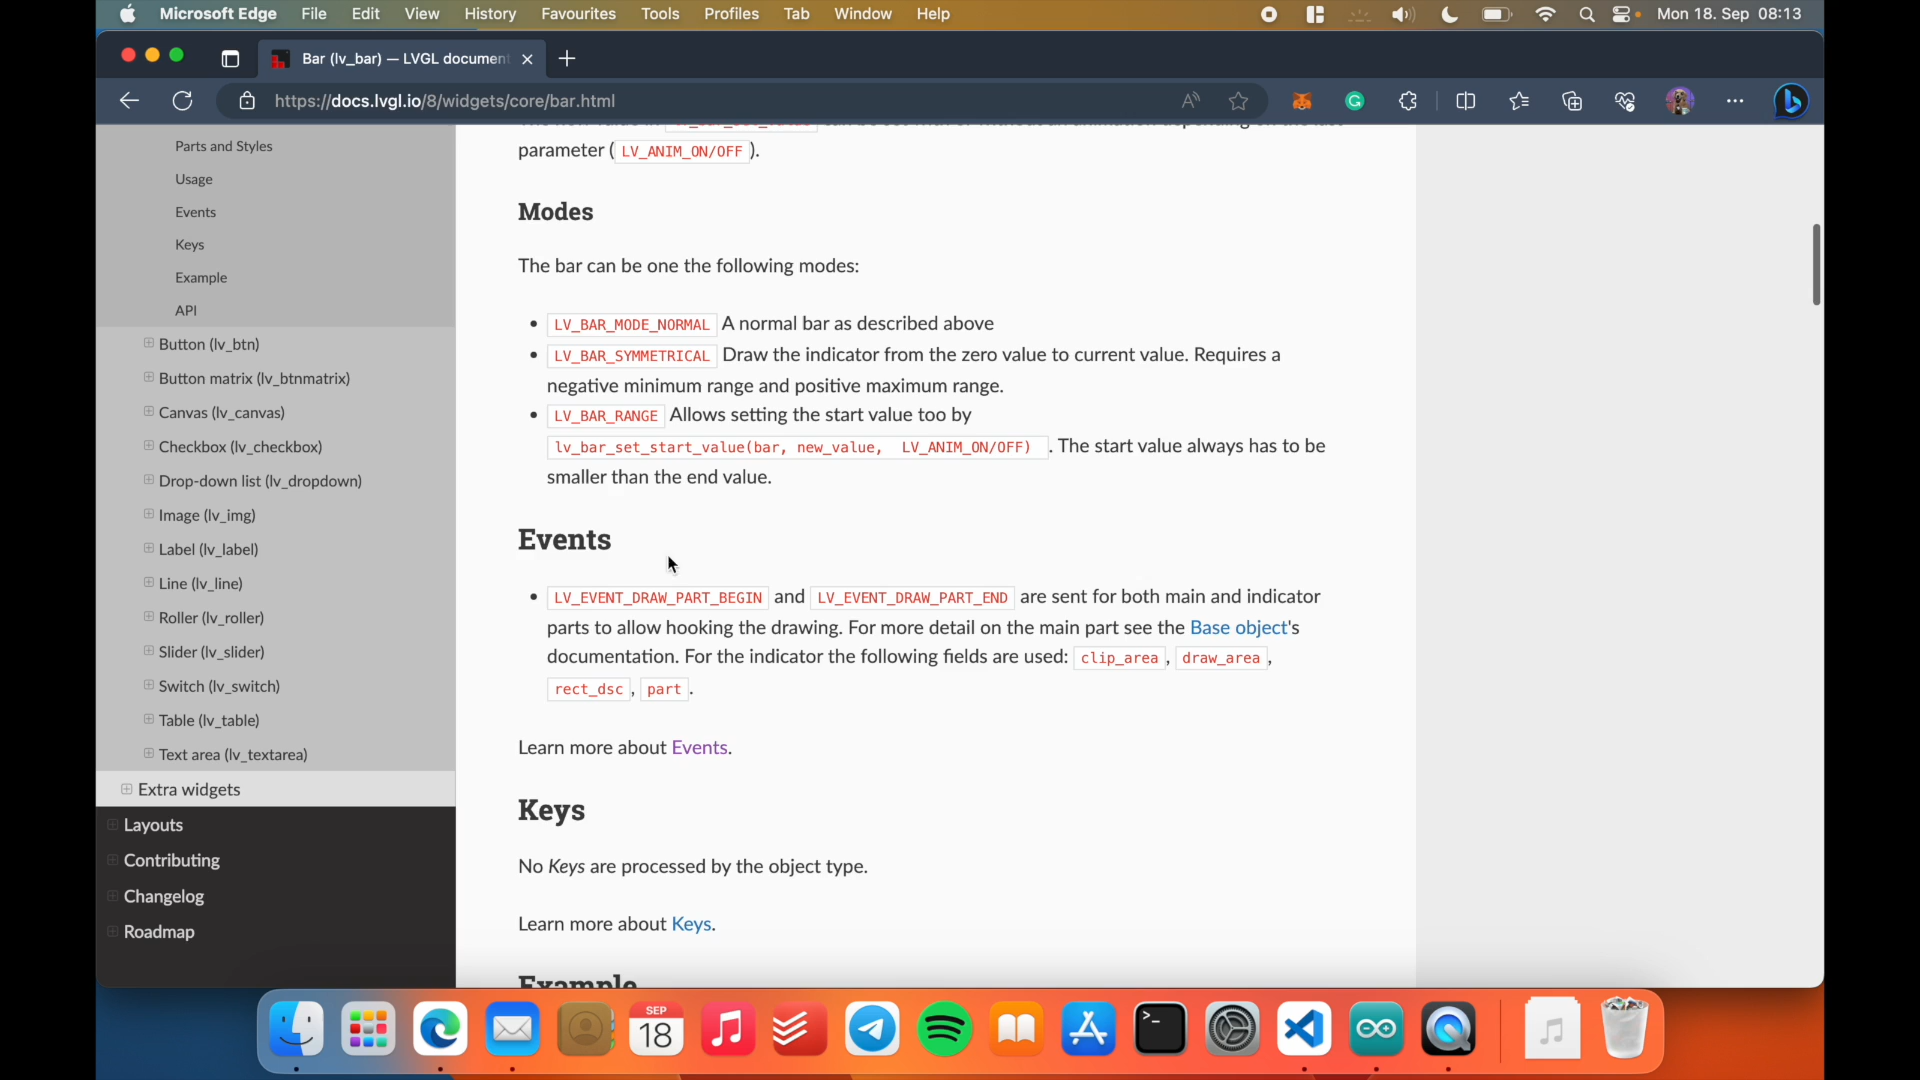 Microsoft Edge File Edit View History Favourites Tools Profiles Tab Window Help Mon 18. Sep 08:13
Bar (lv_bar) — LVGL document
https://docs.lvgl.io/8/widgets/core/bar.html
Parts and Styles
Usage
Events
Keys
Example
API
Button (lv_btn)
Button matrix (lv_btnmatrix)
Canvas (lv_canvas)
Checkbox (lv_checkbox)
Drop-down list (lv_dropdown)
Image (lv_img)
Label (lv_label)
Line (lv_line)
Roller (lv_roller)
Slider (lv_slider)
Switch (lv_switch)
Table (lv_table)
Text area (lv_textarea)
Extra widgets
Layouts
Contributing
Changelog
Roadmap
parameter ( LV_ANIM_ON/OFF ).
Modes
The bar can be one the following modes:
LV_BAR_MODE_NORMAL A normal bar as described above
LV_BAR_SYMMETRICAL Draw the indicator from the zero value to current value. Requires a
negative minimum range and positive maximum range.
LV_BAR_RANGE Allows setting the start value too by
lv_bar_set_start_value(bar, new_value, LV_ANIM_ON/OFF) . The start value always has to be
smaller than the end value.
Events
LV_EVENT_DRAW_PART_BEGIN and LV_EVENT_DRAW_PART_END are sent for both main and indicator
parts to allow hooking the drawing. For more detail on the main part see the Base object's
documentation. For the indicator the following fields are used: clip_area , draw_area ,
rect_dsc , part .
Learn more about Events.
Keys
No Keys are processed by the object type.
Learn more about Keys.
Example
SEP
18